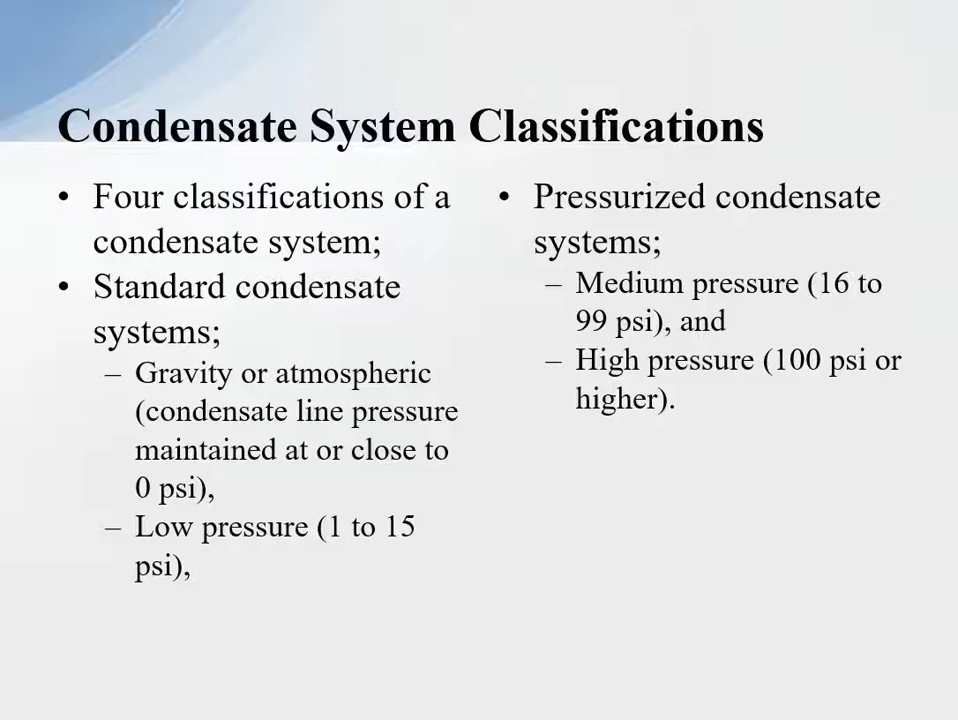 Condensate System Classifications
• Four classifications of a
condensate system;
• Standard condensate
systems;
– Gravity or atmospheric
(condensate line pressure
maintained at or close to
0 psi),
– Low pressure (1 to 15
psi),
• Pressurized condensate
systems;
– Medium pressure (16 to
99 psi), and
– High pressure (100 psi or
higher).